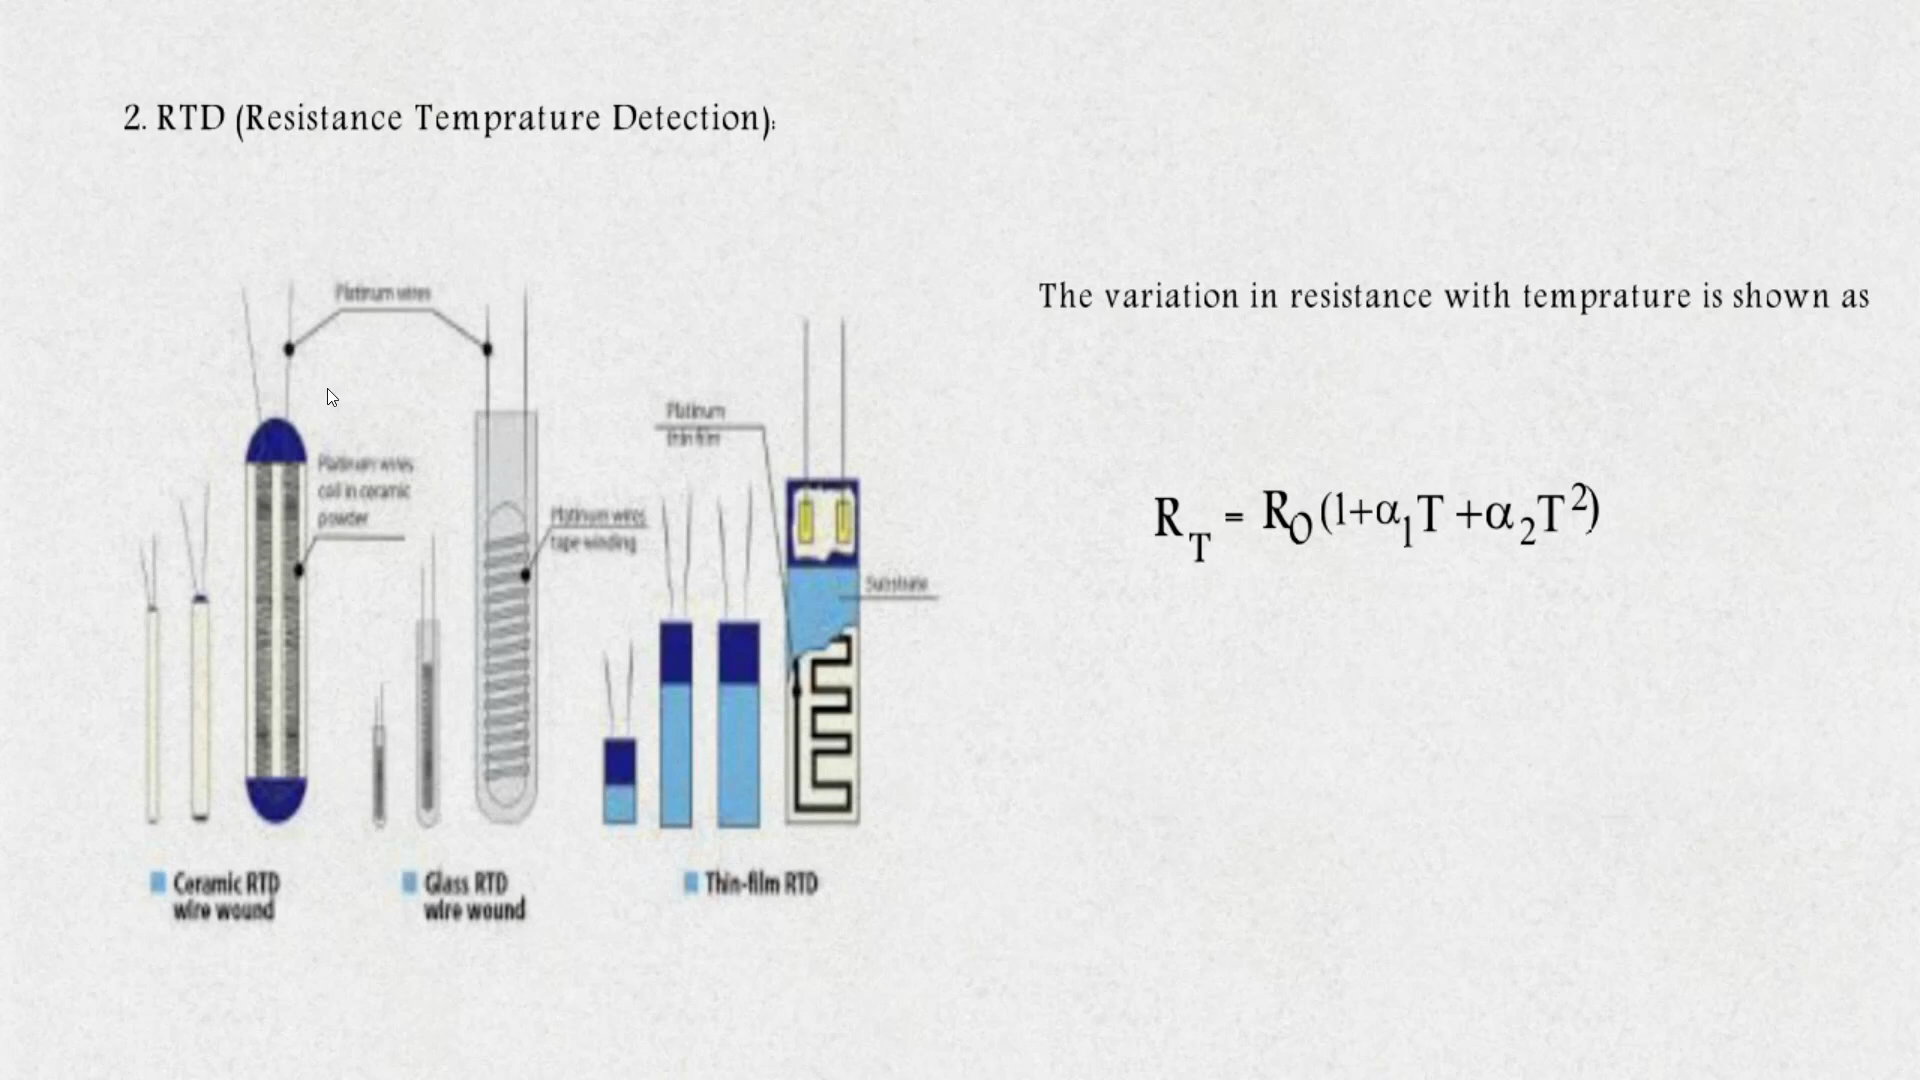 2. RTD (Resistance Temprature Detection):
The variation in resistance with temprature is shown as
R_T = R_O (1+α_1T +α_2T^2)
Platinum wires
Platinum wires
coil in ceramic
powder
Platinum wires
tape winding
Platinum
thin film
Substrate
Ceramic RTD
wire wound
Glass RTD
wire wound
Thin-film RTD